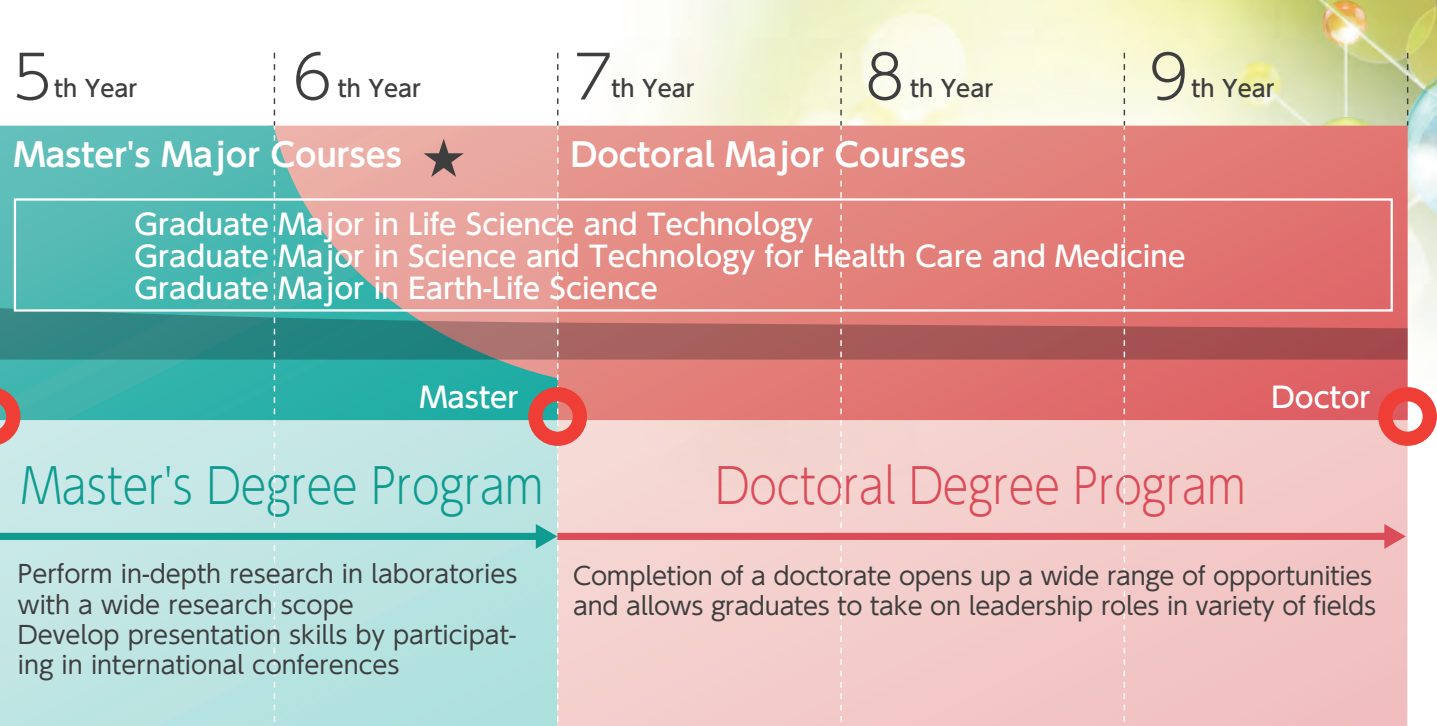 5th Year
6th Year
7th Year
8th Year
9th Year
Master's Major Courses ★
Doctoral Major Courses
Graduate Major in Life Science and Technology
Graduate Major in Science and Technology for Health Care and Medicine
Graduate Major in Earth-Life Science
Master
Doctor
Master's Degree Program
Doctoral Degree Program
Perform in-depth research in laboratories
with a wide research scope
Develop presentation skills by participat-
ing in international conferences
Completion of a doctorate opens up a wide range of opportunities
and allows graduates to take on leadership roles in variety of fields